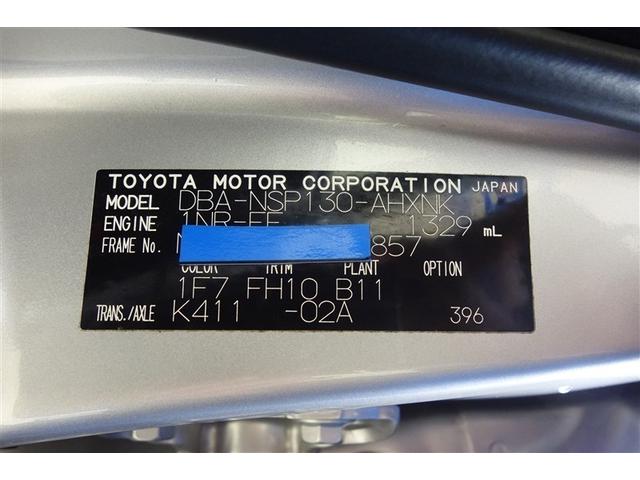 TOYOTA MOTOR CORPORATION JAPAN
MODEL DBA-NSP130-AHXNK
ENGINE 1NR-FE 1329 mL
FRAME No. 857
COLOR TRIM PLANT OPTION
1F7 FH10 B11
TRANS./AXLE K411 -02A 396